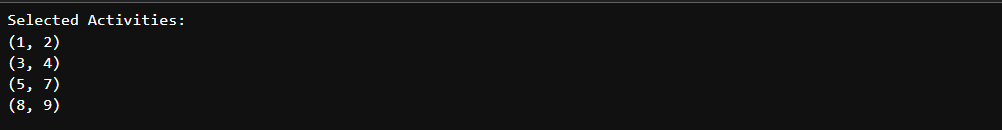 Selected Activities:
(1, 2)
(3, 4)
(5, 7)
(8, 9)